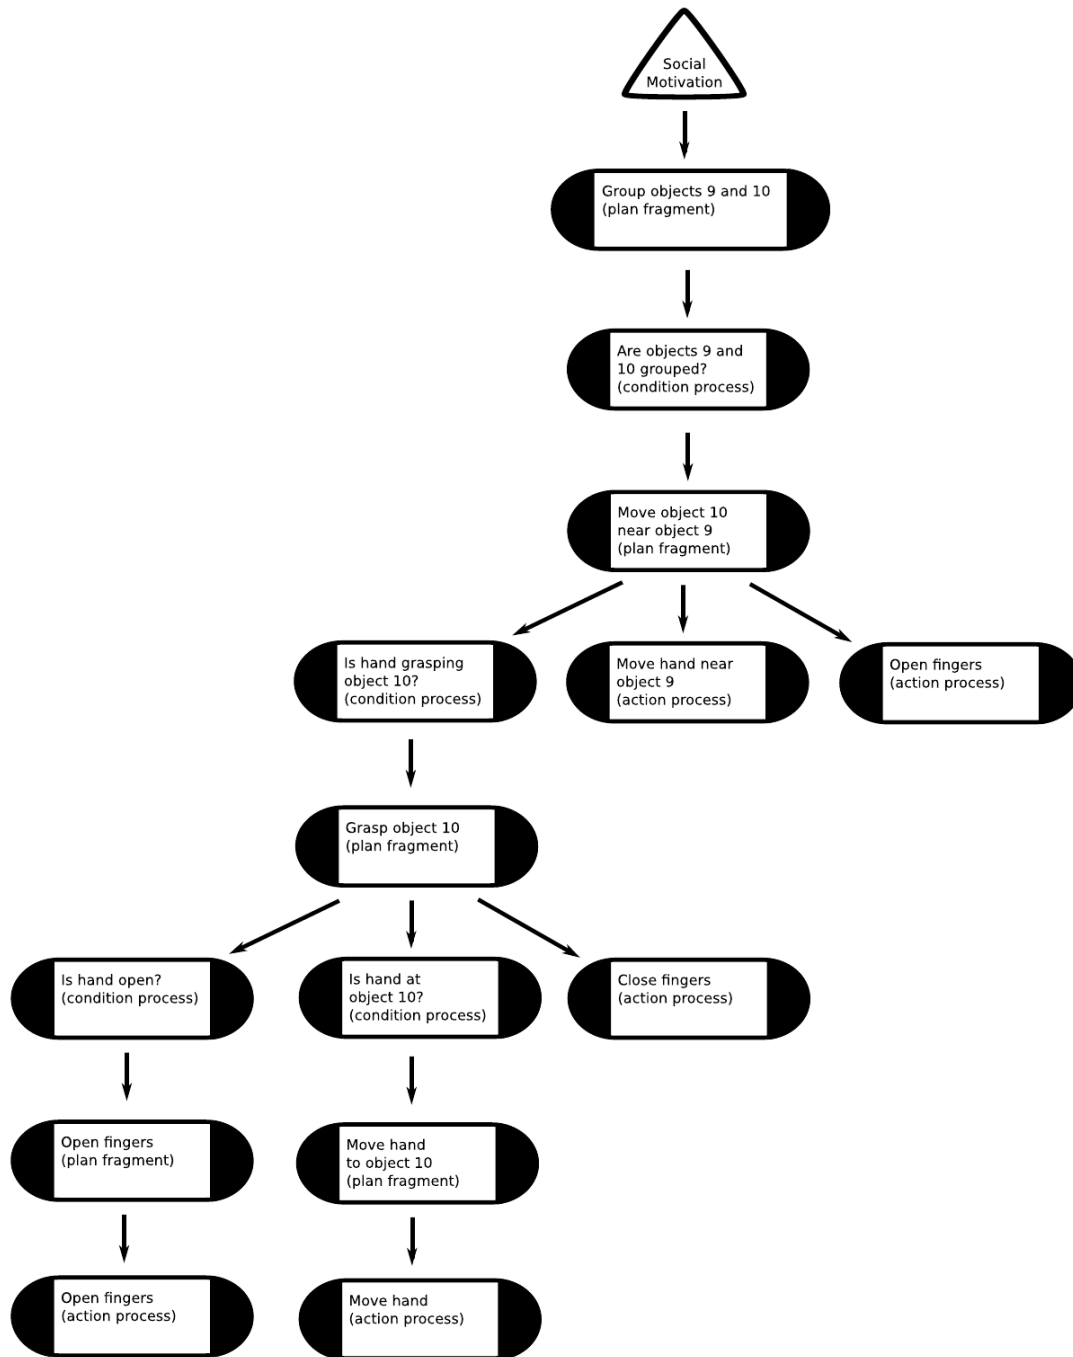 Social
Motivation
Group objects 9 and 10
(plan fragment)
Are objects 9 and
10 grouped?
(condition process)
Move object 10
near object 9
(plan fragment)
Is hand grasping
object 10?
(condition process)
Move hand near
object 9
(action process)
Open fingers
(action process)
Grasp object 10
(plan fragment)
Is hand open?
(condition process)
Is hand at
object 10?
(condition process)
Close fingers
(action process)
Open fingers
(plan fragment)
Move hand
to object 10
(plan fragment)
Open fingers
(action process)
Move hand
(action process)